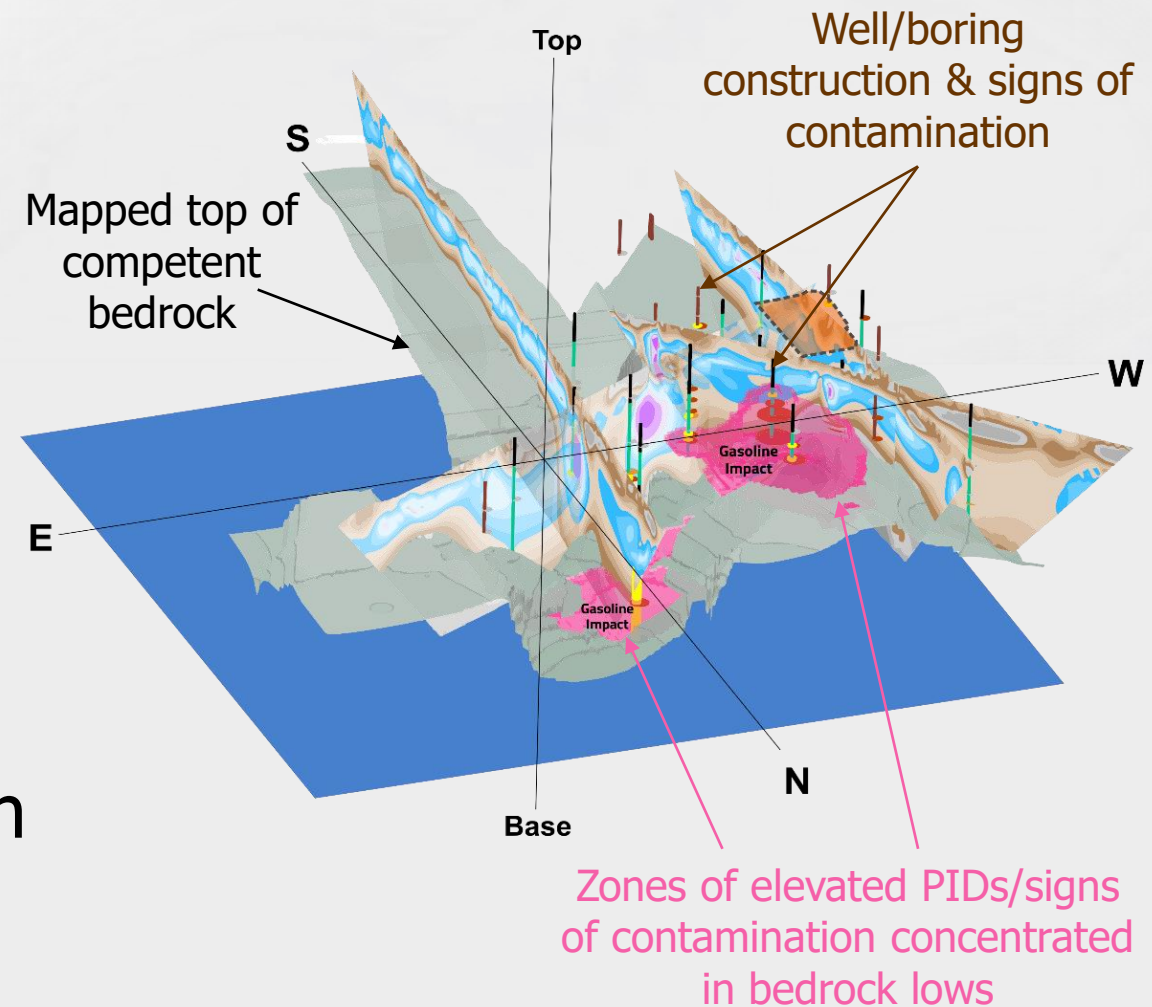 Top
Well/boring
construction & signs of
contamination
S
Mapped top of
competent
bedrock
W
Gasoline
Impact
E
Gasoline
Impact
N
n
Base
Zones of elevated PIDs/signs
of contamination concentrated
in bedrock lows